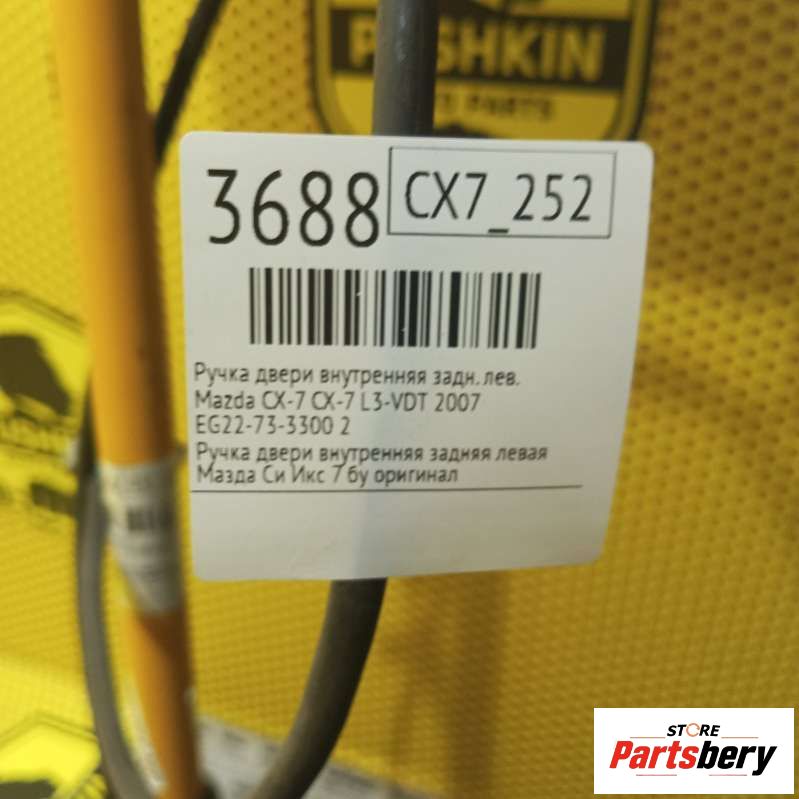 PUSHKIN
PARTS
3688
CX7_252
Ручка двери внутренняя задн. лев.
Mazda CX-7 CX-7 L3-VDT 2007
EG22-73-3300 2
Ручка двери внутренняя задняя левая
Мазда Си Икс 7 бу оригинал
STORE
Partsbery